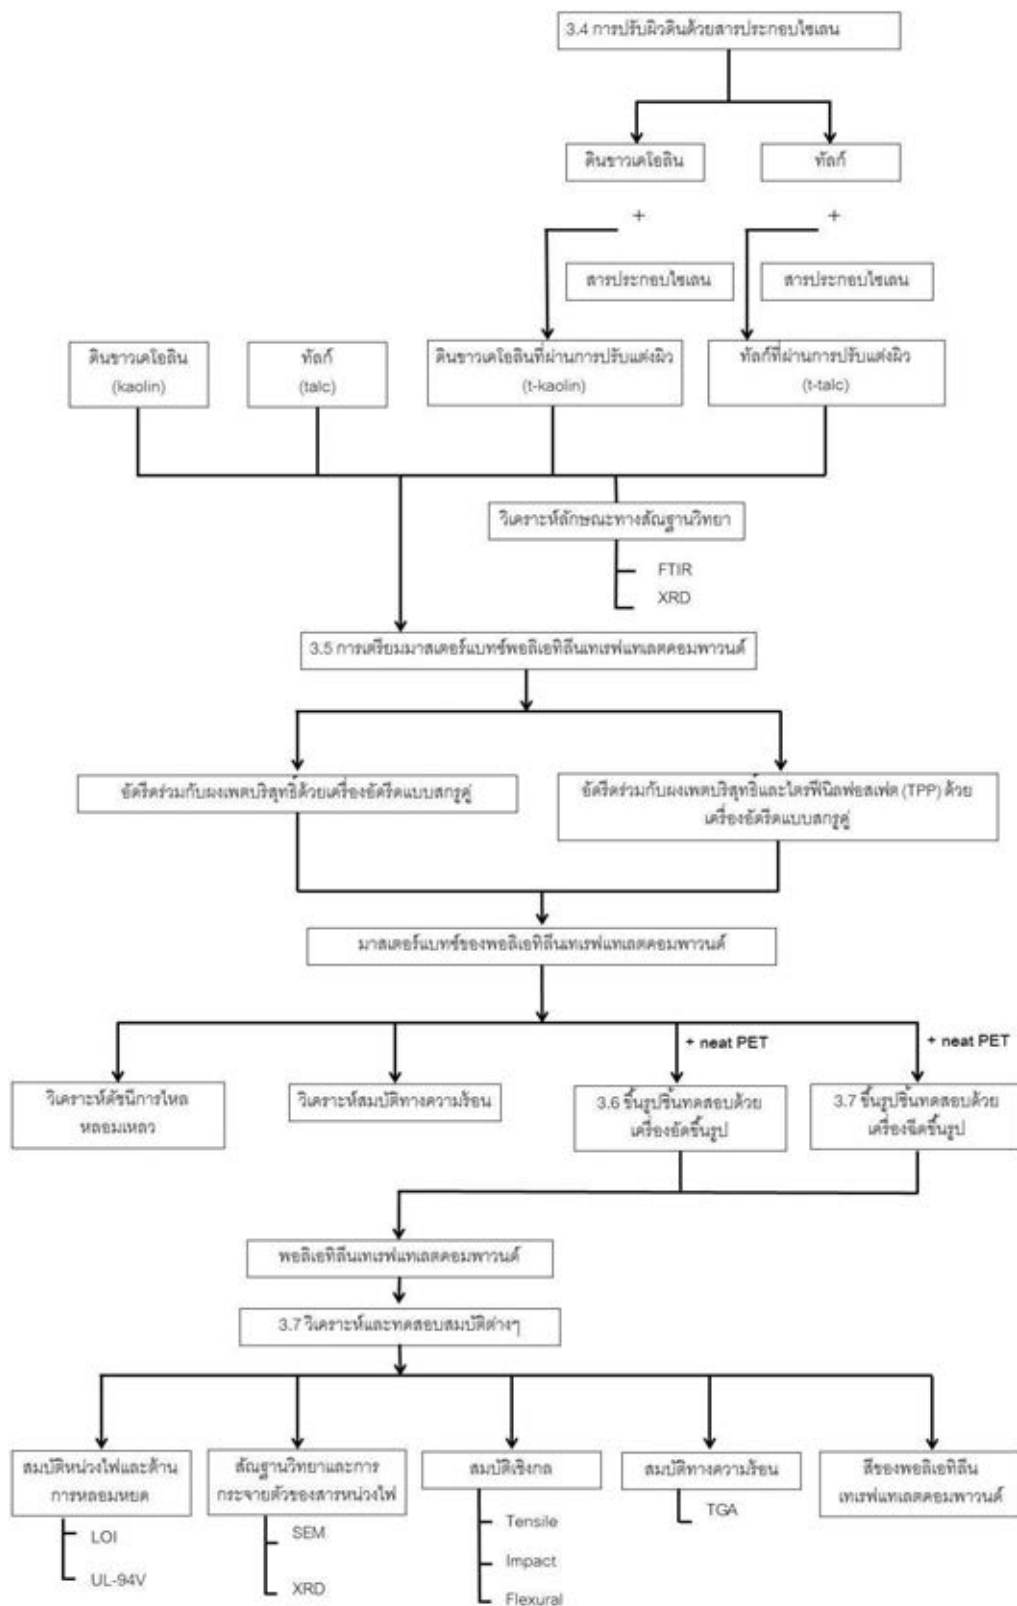 3.4 การปรับผิวดินด้วยสารประกอบไซเลน
ดินขาวเคโอลิน
ทัลก์
+
+
สารประกอบไซเลน
สารประกอบไซเลน
ดินขาวเคโอลิน
(kaolin)
ทัลก์
(talc)
ดินขาวเคโอลินที่ผ่านการปรับแต่งผิว
(t-kaolin)
ทัลก์ที่ผ่านการปรับแต่งผิว
(t-talc)
วิเคราะห์ลักษณะทางสัณฐานวิทยา
FTIR
XRD
3.5 การเตรียมมาสเตอร์แบทช์พอลิเอทิลีนเทเรฟแทเลตคอมพาวนด์
อัดรีดร่วมกับผงเพตบริสุทธิ์ด้วยเครื่องอัดรีดแบบสกรูคู่
อัดรีดร่วมกับผงเพตบริสุทธิ์และไตรฟีนิลฟอสเฟต (TPP) ด้วย
เครื่องอัดรีดแบบสกรูคู่
มาสเตอร์แบทช์ของพอลิเอทิลีนเทเรฟแทเลตคอมพาวนด์
+ neat PET
+ neat PET
วิเคราะห์ดัชนีการไหล
หลอมเหลว
วิเคราะห์สมบัติทางความร้อน
3.6 ขึ้นรูปชิ้นทดสอบด้วย
เครื่องอัดขึ้นรูป
3.7 ขึ้นรูปชิ้นทดสอบด้วย
เครื่องฉีดขึ้นรูป
พอลิเอทิลีนเทเรฟแทเลตคอมพาวนด์
3.7 วิเคราะห์และทดสอบสมบัติต่างๆ
สมบัติหน่วงไฟและต้าน
การหลอมหยด
LOI
UL-94V
สัณฐานวิทยาและการ
กระจายตัวของสารหน่วงไฟ
SEM
XRD
สมบัติเชิงกล
Tensile
Impact
Flexural
สมบัติทางความร้อน
TGA
สีของพอลิเอทิลีน
เทเรฟแทเลตคอมพาวนด์